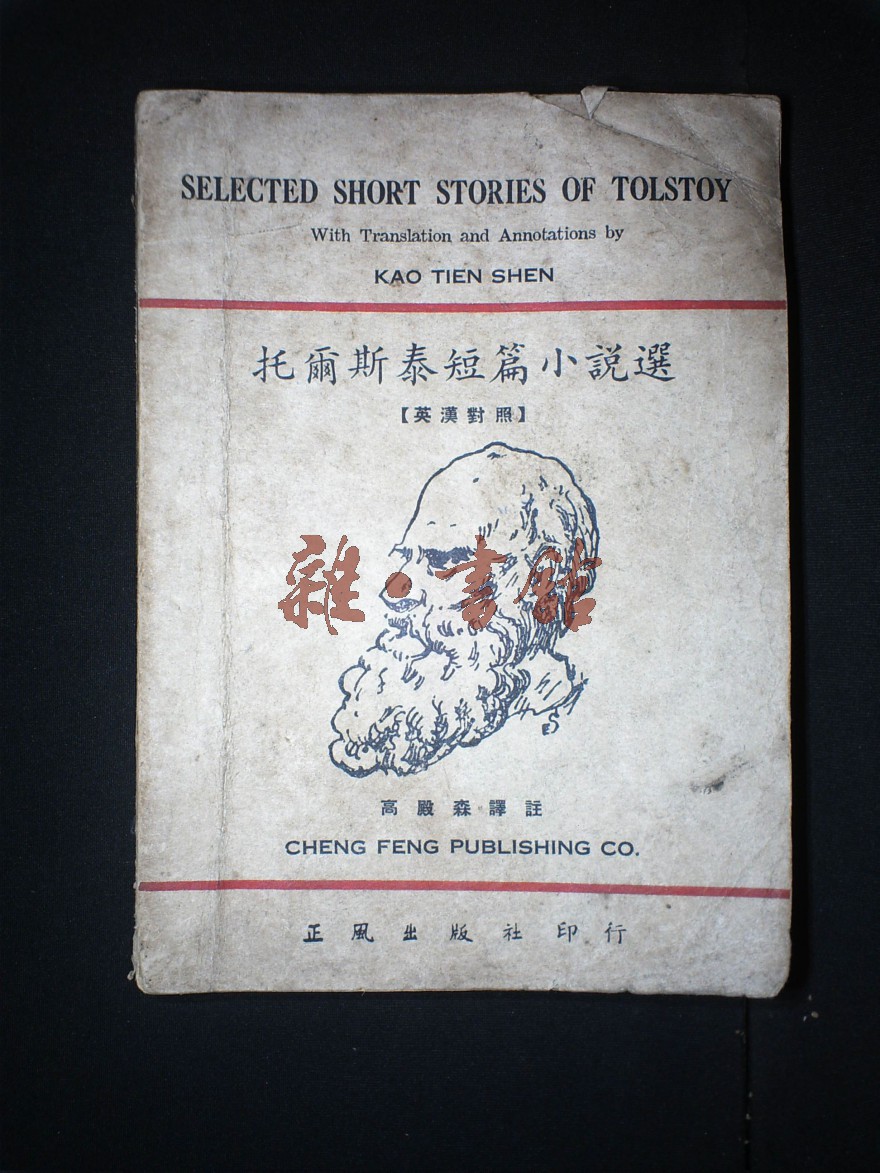 SELECTED SHORT STORIES OF TOLSTOY
With Translation and Annotations by
KAO TIEN SHEN
托爾斯泰短篇小說選
【英漢對照】
雜·書館
高殿森譯註
CHENG FENG PUBLISHING CO.
正風出版社印行